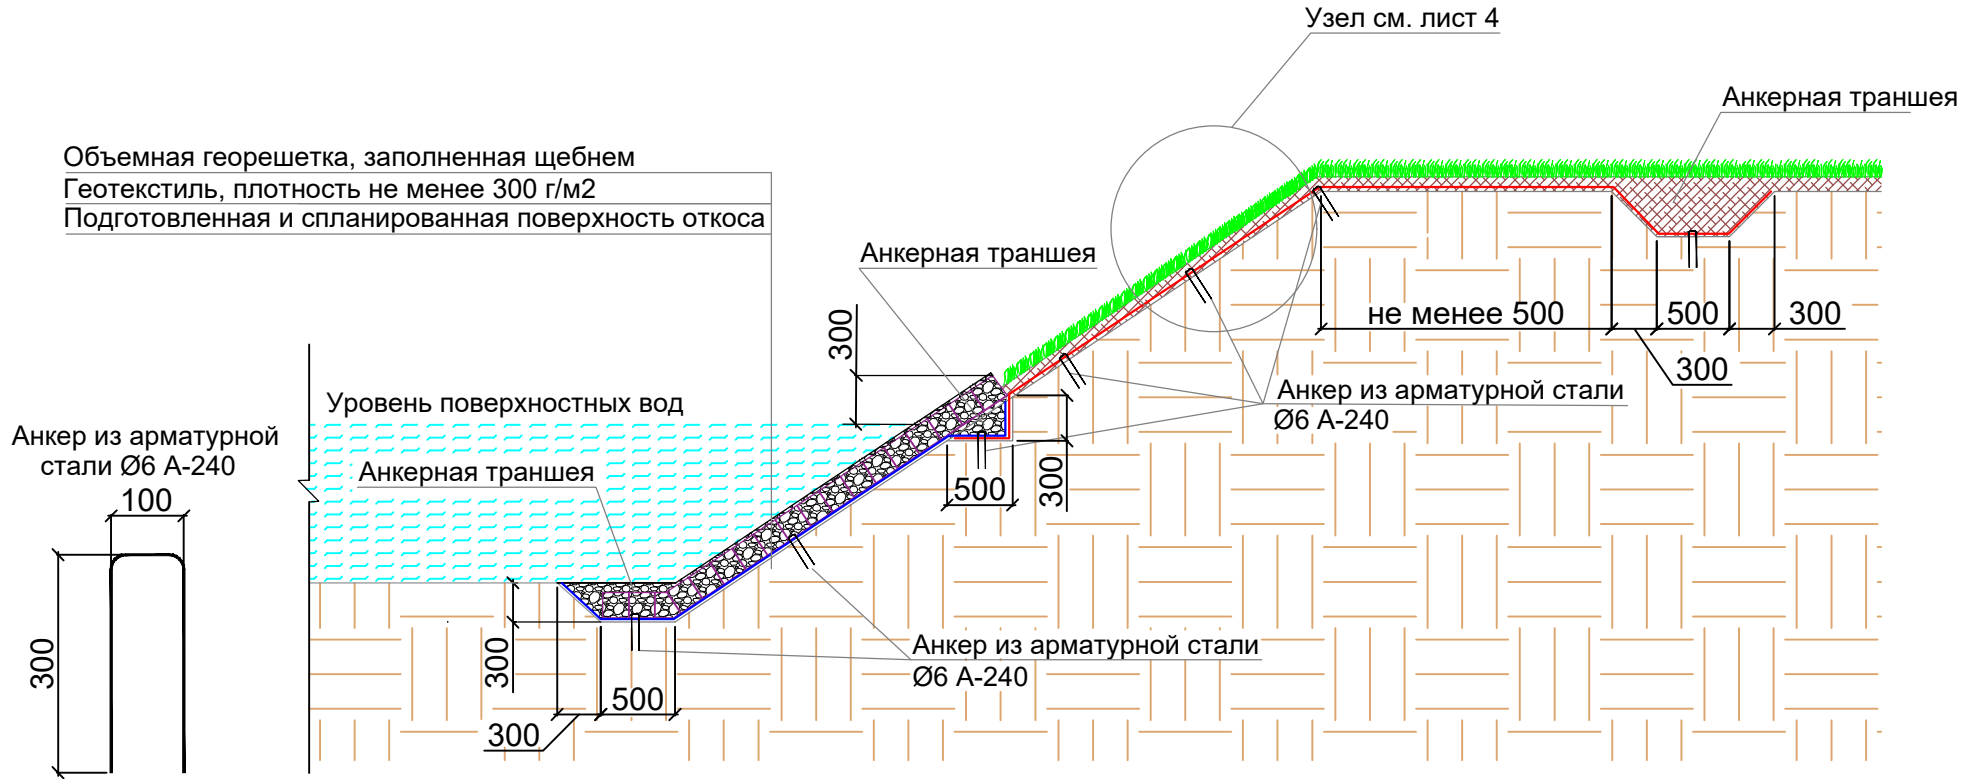 Узел см. лист 4
Анкерная траншея
Объемная георешетка, заполненная щебнем
Геотекстиль, плотность не менее 300 г/м2
Подготовленная и спланированная поверхность откоса
Анкерная траншея
300
не менее 500
500
300
300
Уровень поверхностных вод
Анкер из арматурной стали
Ø6 А-240
Анкер из арматурной
стали Ø6 А-240
100
300
Анкерная траншея
500
300
300
500
300
Анкер из арматурной стали
Ø6 А-240